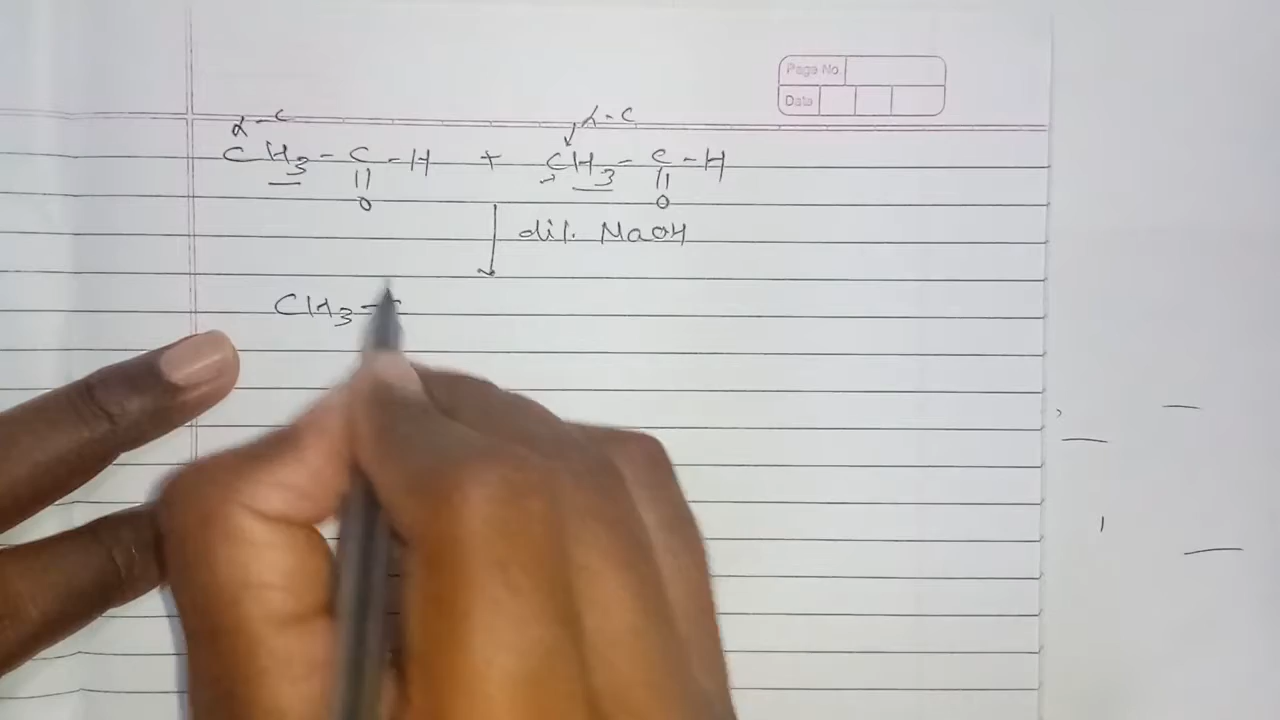 Page No.
Date
α-C α-C
CH3-C-H + CH3-C-H
|| ||
O O
dil. NaOH
CH3-C